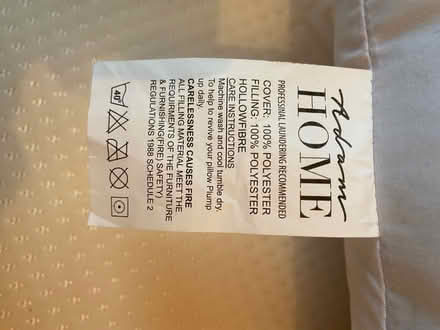 Adam
HOME
PROFESSIONAL LAUNDERING RECOMMENDED
COVER: 100% POLYESTER
FILLING: 100% POLYESTER
HOLLOWFIBRE
CARE INSTRUCTIONS
Machine wash and cool tumble dry.
To help to revive your pillow Plump
up daily.
CARELESSNESS CAUSES FIRE
ALL FILLING MATERIAL MEET THE
REQUIRMENTS OF THE FURNITURE
& FURNISHING(FIRE) SAFETY)
REGULATIONS 1988 SCHEDULE 2
40°